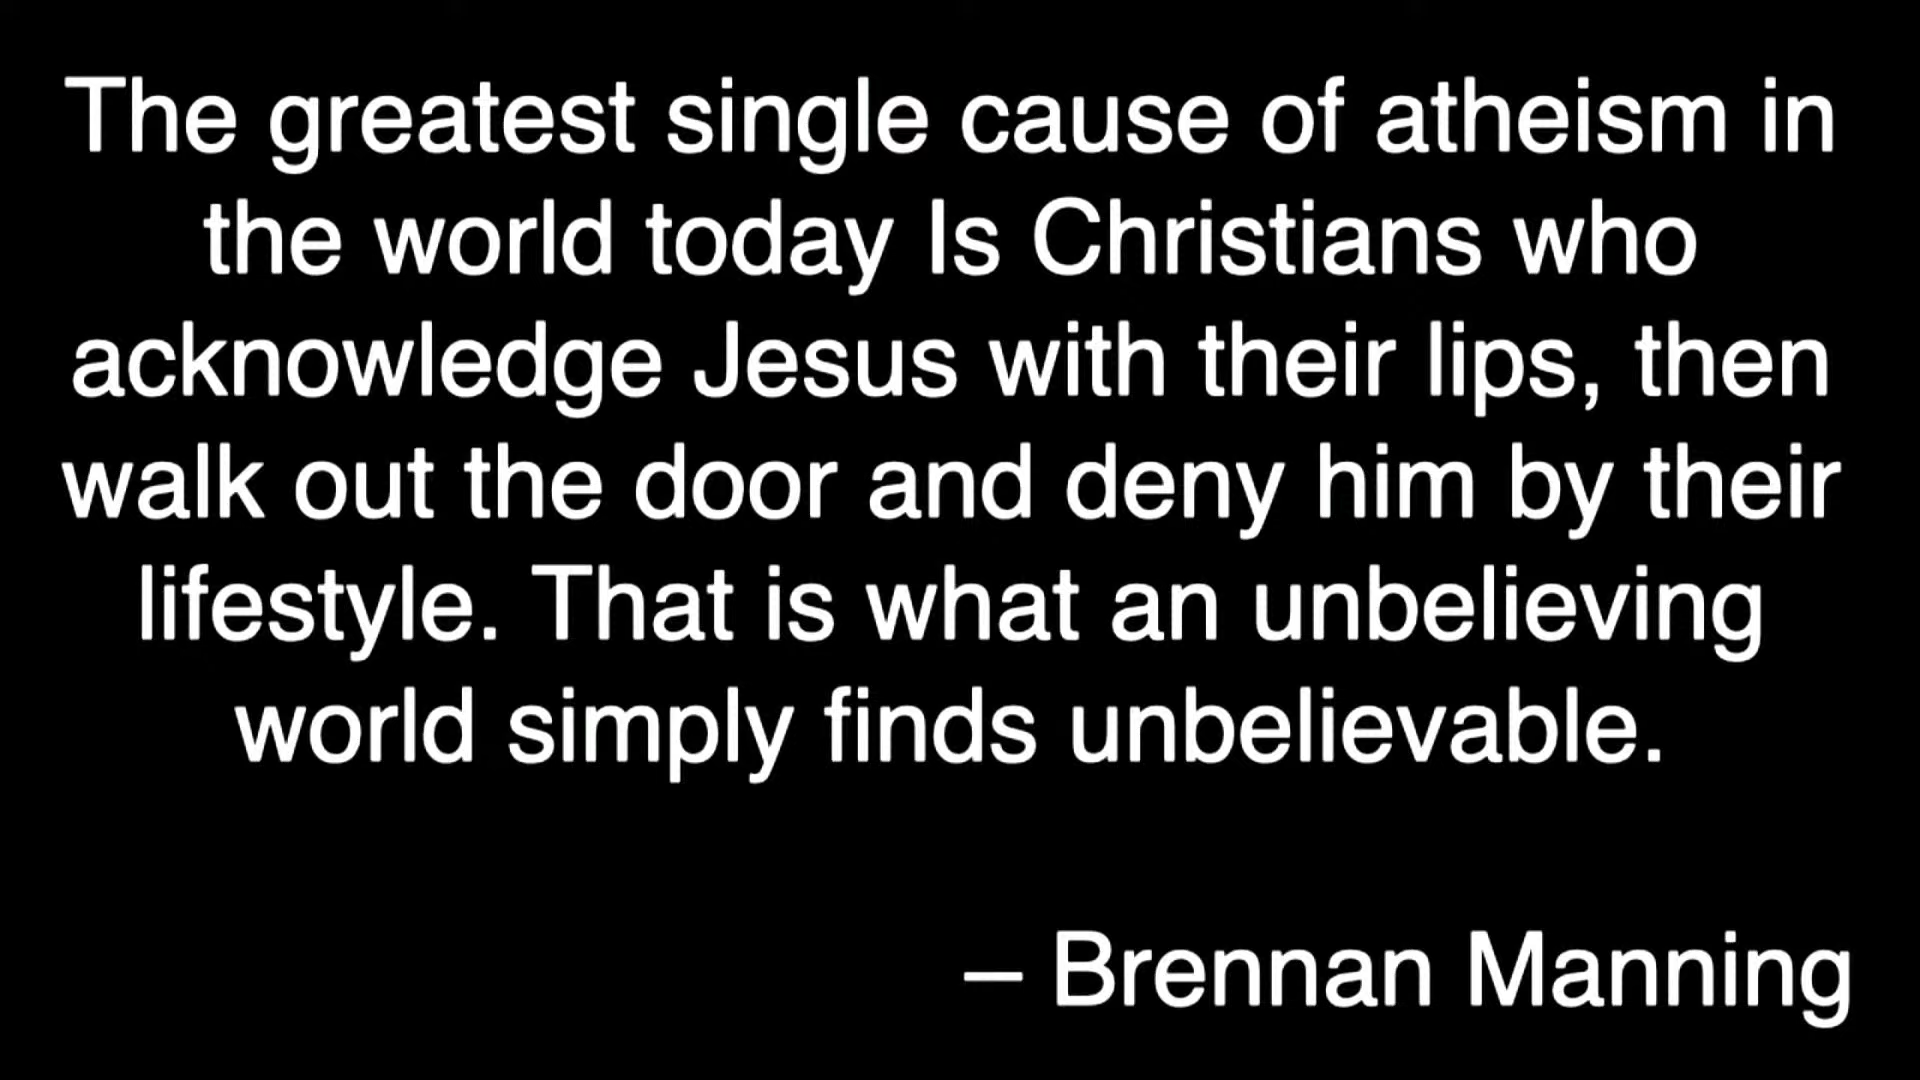 The greatest single cause of atheism in
the world today Is Christians who
acknowledge Jesus with their lips, then
walk out the door and deny him by their
lifestyle. That is what an unbelieving
world simply finds unbelievable.
– Brennan Manning